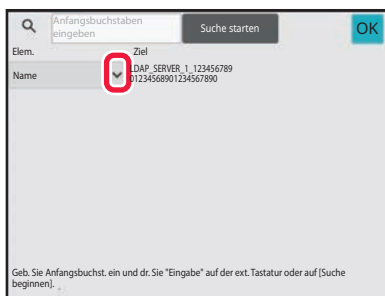 Anfangsbuchstaben
eingeben
Suche starten
OK
Elem.
Ziel
Name
LDAP_SERVER_1_123456789
01234568901234567890
Geb. Sie Anfangsbuchst. ein und dr. Sie "Eingabe" auf der ext. Tastatur oder auf [Suche
beginnen].